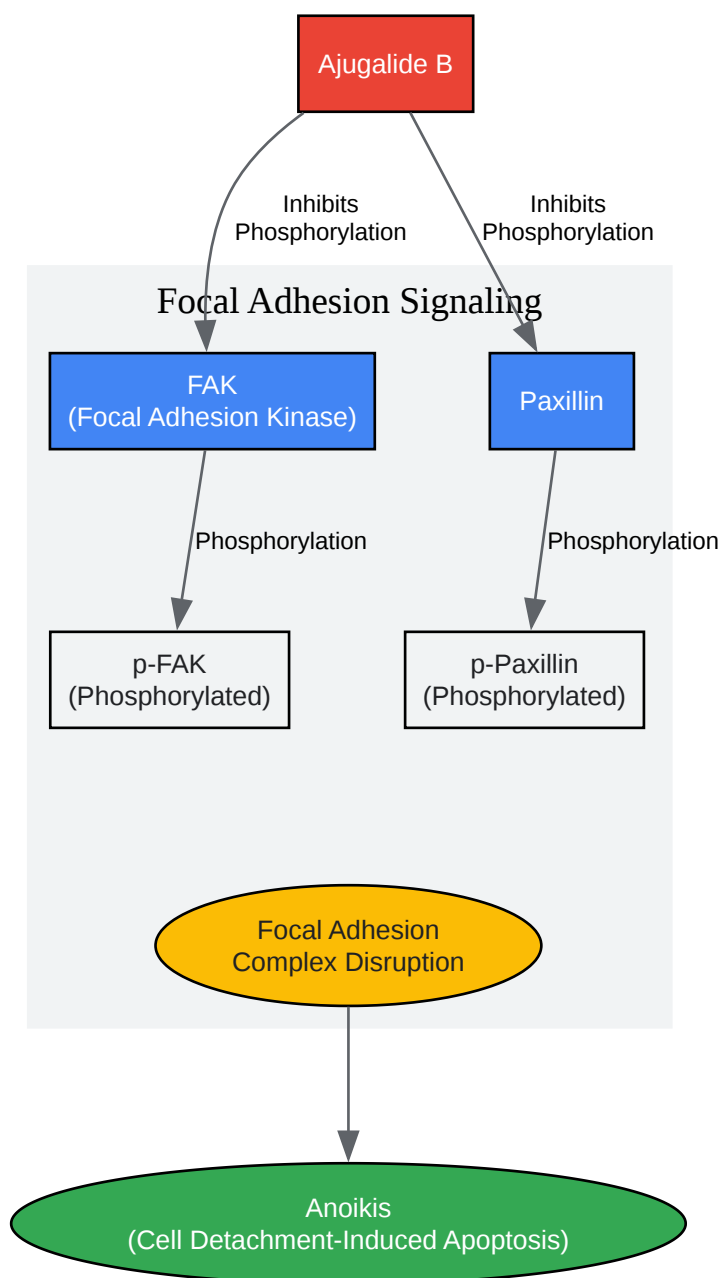 Ajugalide B
Inhibits
Phosphorylation
Inhibits
Phosphorylation
Focal Adhesion Signaling
FAK
(Focal Adhesion Kinase)
Paxillin
Phosphorylation
Phosphorylation
p-FAK
(Phosphorylated)
p-Paxillin
(Phosphorylated)
Focal Adhesion
Complex Disruption
Anoikis
(Cell Detachment-Induced Apoptosis)